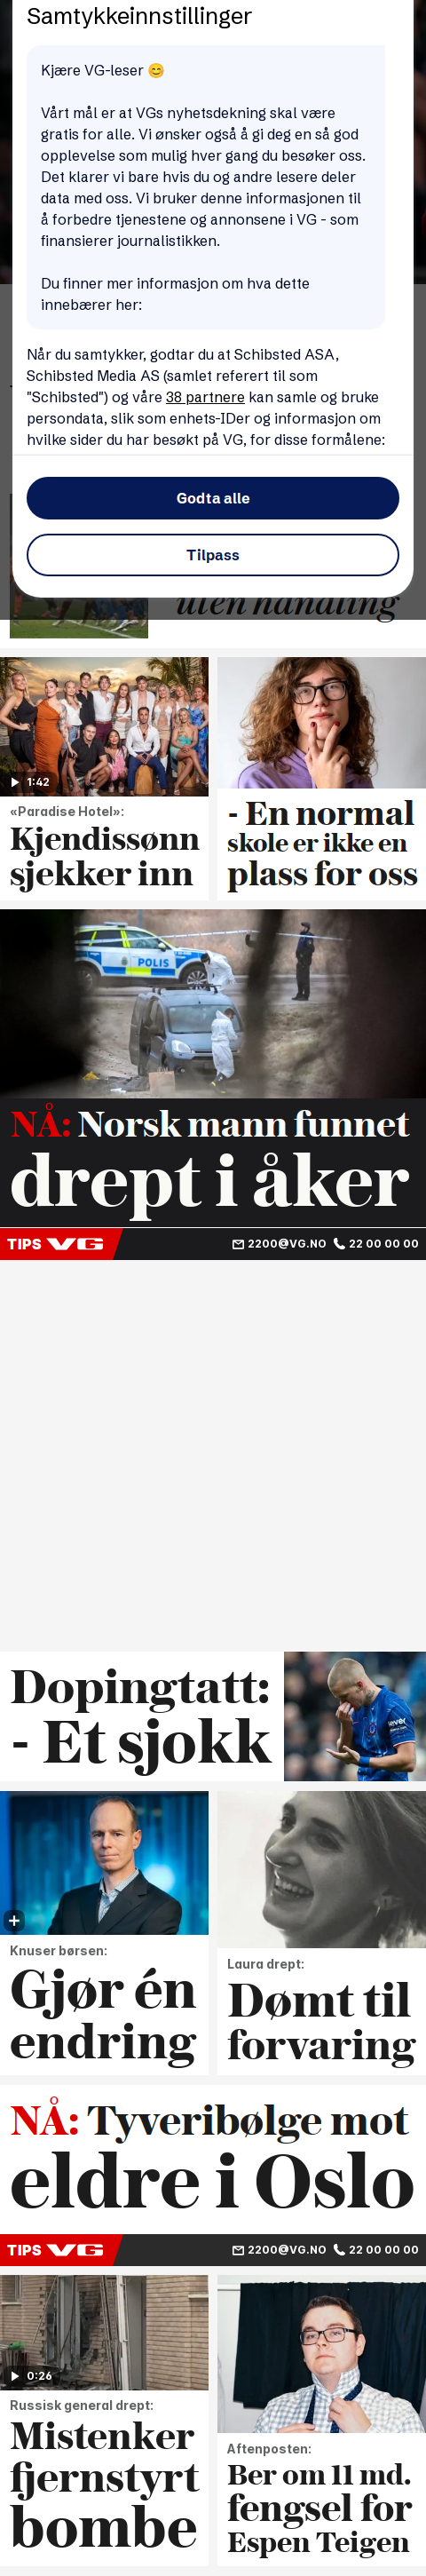 Samtykkeinnstillinger
Kjære VG-leser 😊
Vårt mål er at VGs nyhetsdekning skal være
gratis for alle. Vi ønsker også å gi deg en så god
opplevelse som mulig hver gang du besøker oss.
Det klarer vi bare hvis du og andre lesere deler
data med oss. Vi bruker denne informasjonen til
å forbedre tjenestene og annonsene i VG - som
finansierer journalistikken.
Du finner mer informasjon om hva dette
innebærer her:
Når du samtykker, godtar du at Schibsted ASA,
Schibsted Media AS (samlet referert til som
"Schibsted") og våre 38 partnere kan samle og bruke
persondata, slik som enhets-IDer og informasjon om
hvilke sider du har besøkt på VG, for disse formålene:
Godta alle
Tilpass
uten handling
1:42
«Paradise Hotel»:
Kjendissønn
sjekker inn
- En normal
skole er ikke en
plass for oss
POLIS
NÅ: Norsk mann funnet
drept i åker
TIPS VG 2200@VG.NO 22 00 00 00
Dopingtatt:
- Et sjokk
Knuser børsen:
Gjør én
endring
Laura drept:
Dømt til
forvaring
NÅ: Tyveribølge mot
eldre i Oslo
TIPS VG 2200@VG.NO 22 00 00 00
0:26
Russisk general drept:
Mistenker
fjernstyrt
bombe
Aftenposten:
Ber om 11 md.
fengsel for
Espen Teigen